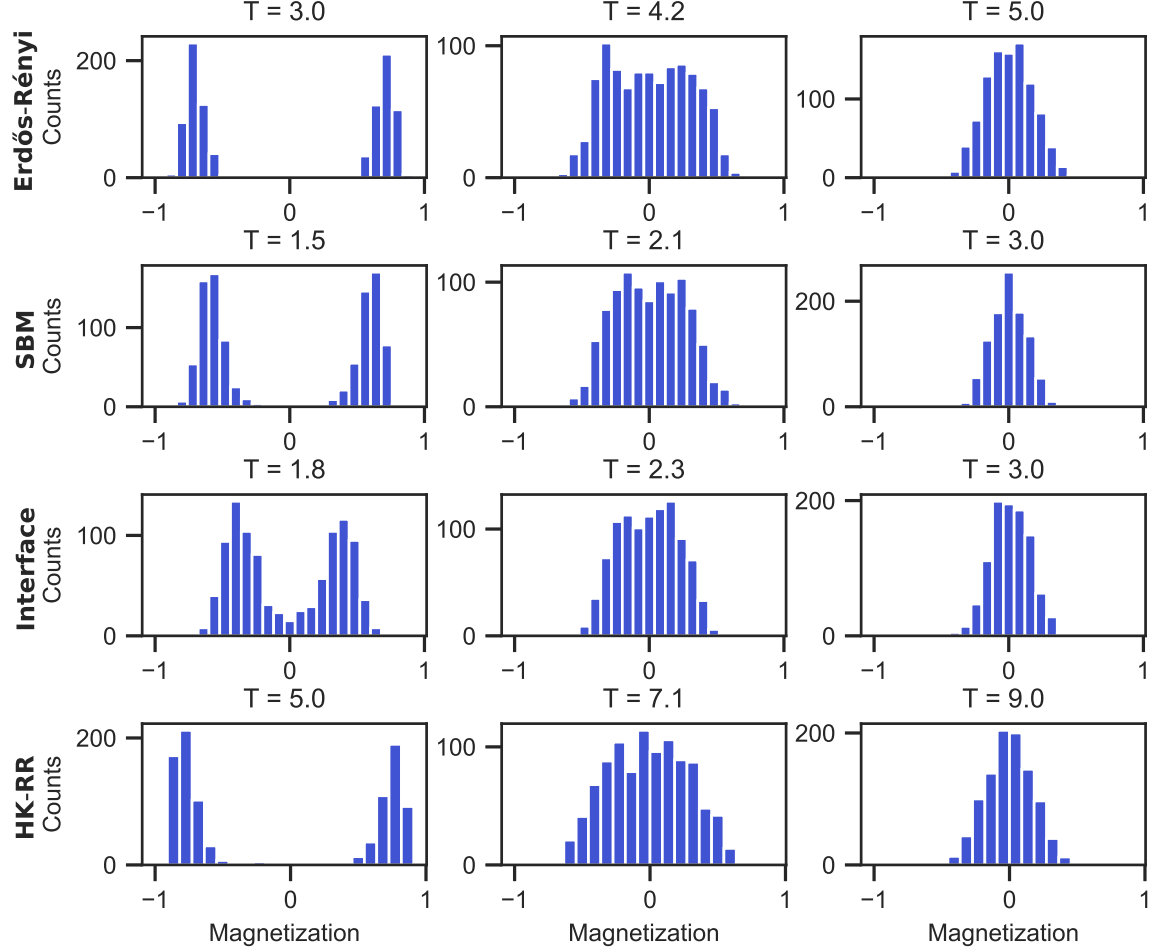 T = 3.0 T = 4.2 T = 5.0
Erdős-Rényi
Counts
200
0
100
0
100
0
−1 0 1 −1 0 1 −1 0 1
T = 1.5 T = 2.1 T = 3.0
SBM
Counts
100
0
100
0
200
0
−1 0 1 −1 0 1 −1 0 1
T = 1.8 T = 2.3 T = 3.0
Interface
Counts
100
0
100
0
200
0
−1 0 1 −1 0 1 −1 0 1
T = 5.0 T = 7.1 T = 9.0
HK-RR
Counts
200
0
100
0
200
0
−1 0 1 −1 0 1 −1 0 1
Magnetization Magnetization Magnetization